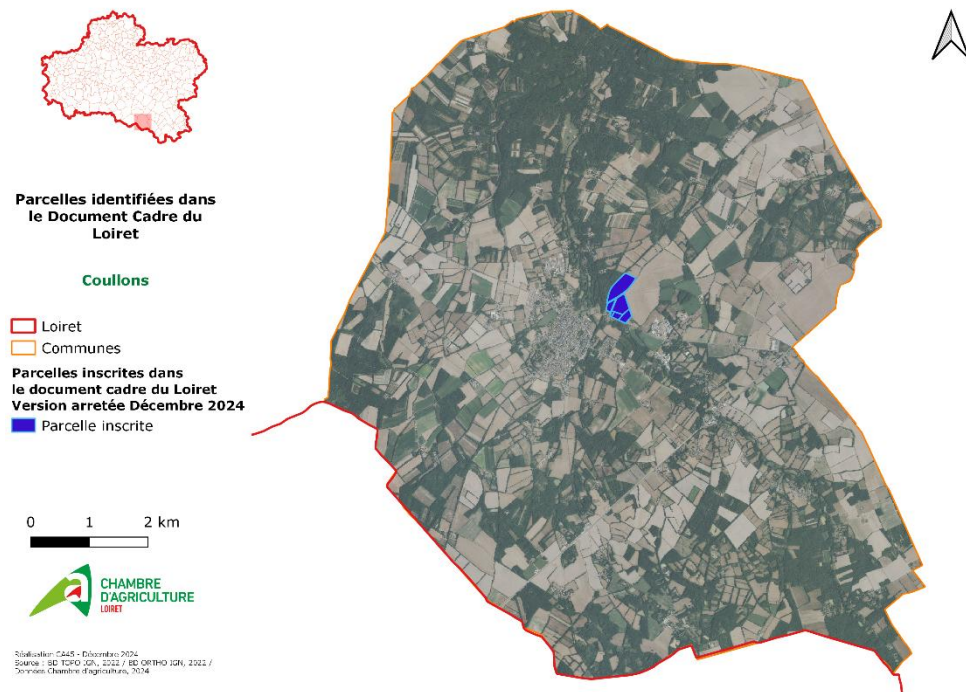 Parcelles identifiées dans
le Document Cadre du
Loiret
Coullons
Loiret
Communes
Parcelles inscrites dans
le document cadre du Loiret
Version arretée Décembre 2024
Parcelle inscrite
0 1 2 km
CHAMBRE
D'AGRICULTURE
LOIRET
Réalisation CA45 - Décembre 2024
Source : BD TOPO IGN, 2022 / BD ORTHO IGN, 2022 /
Données Chambre d'agriculture, 2024